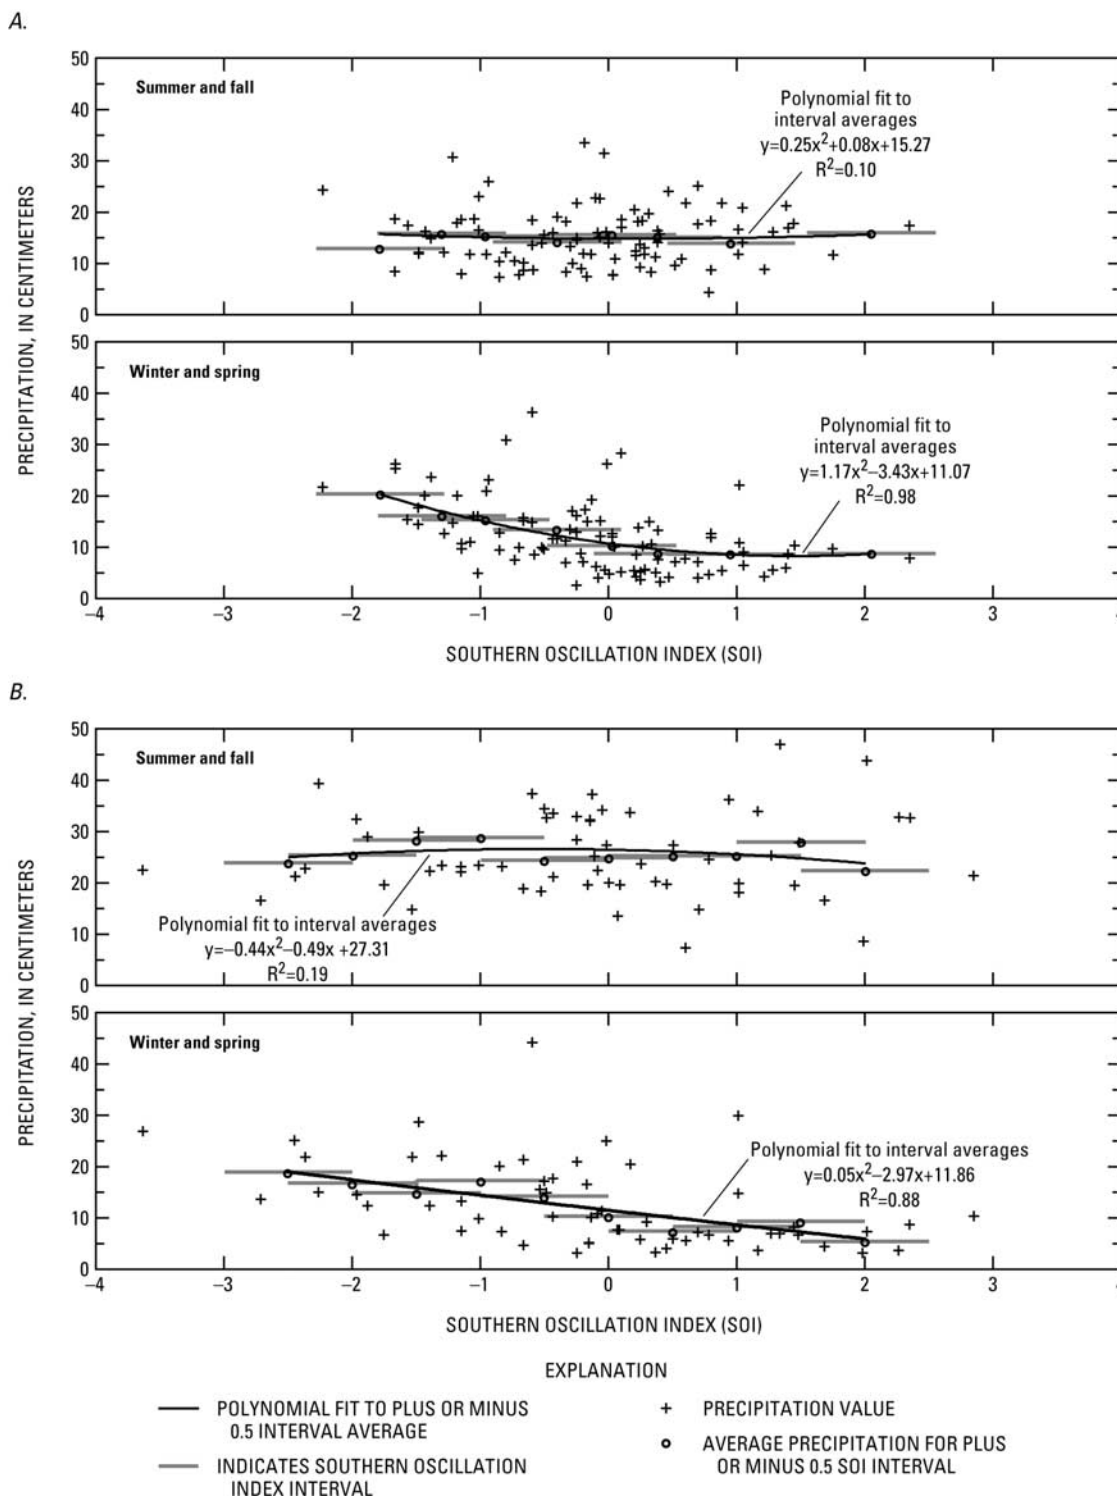 A.
50
40
30
20
10
0
Summer and fall
Polynomial fit to
interval averages
y=0.25x²+0.08x+15.27
R²=0.10
50
40
30
20
10
0
Winter and spring
Polynomial fit to
interval averages
y=1.17x²–3.43x+11.07
R²=0.98
PRECIPITATION, IN CENTIMETERS
–4 –3 –2 –1 0 1 2 3
SOUTHERN OSCILLATION INDEX (SOI)
B.
50
40
30
20
10
0
Summer and fall
Polynomial fit to interval averages
y=–0.44x²–0.49x +27.31
R²=0.19
50
40
30
20
10
0
Winter and spring
Polynomial fit to interval averages
y=0.05x²–2.97x+11.86
R²=0.88
PRECIPITATION, IN CENTIMETERS
–4 –3 –2 –1 0 1 2 3
SOUTHERN OSCILLATION INDEX (SOI)
EXPLANATION
POLYNOMIAL FIT TO PLUS OR MINUS
0.5 INTERVAL AVERAGE
INDICATES SOUTHERN OSCILLATION
INDEX INTERVAL
+ PRECIPITATION VALUE
AVERAGE PRECIPITATION FOR PLUS
OR MINUS 0.5 SOI INTERVAL